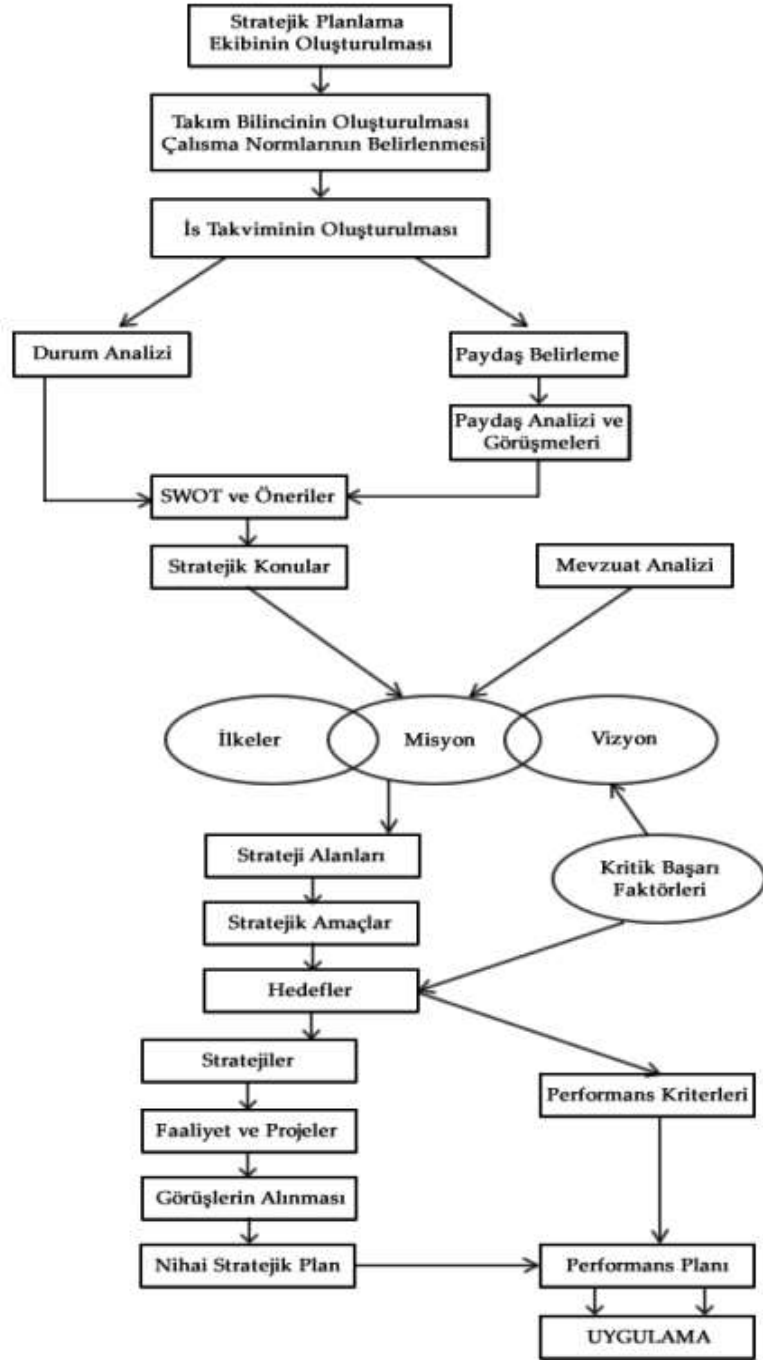 Stratejik Planlama
Ekibinin Oluşturulması
Takım Bilincinin Oluşturulması
Çalısma Normlarının Belirlenmesi
İs Takviminin Oluşturulması
Durum Analizi
Paydaş Belirleme
Paydaş Analizi ve
Görüşmeleri
SWOT ve Öneriler
Stratejik Konular
Mevzuat Analizi
İlkeler
Misyon
Vizyon
Strateji Alanları
Kritik Başarı
Faktörleri
Stratejik Amaçlar
Hedefler
Stratejiler
Performans Kriterleri
Faaliyet ve Projeler
Görüşlerin Alınması
Nihai Stratejik Plan
Performans Planı
UYGULAMA